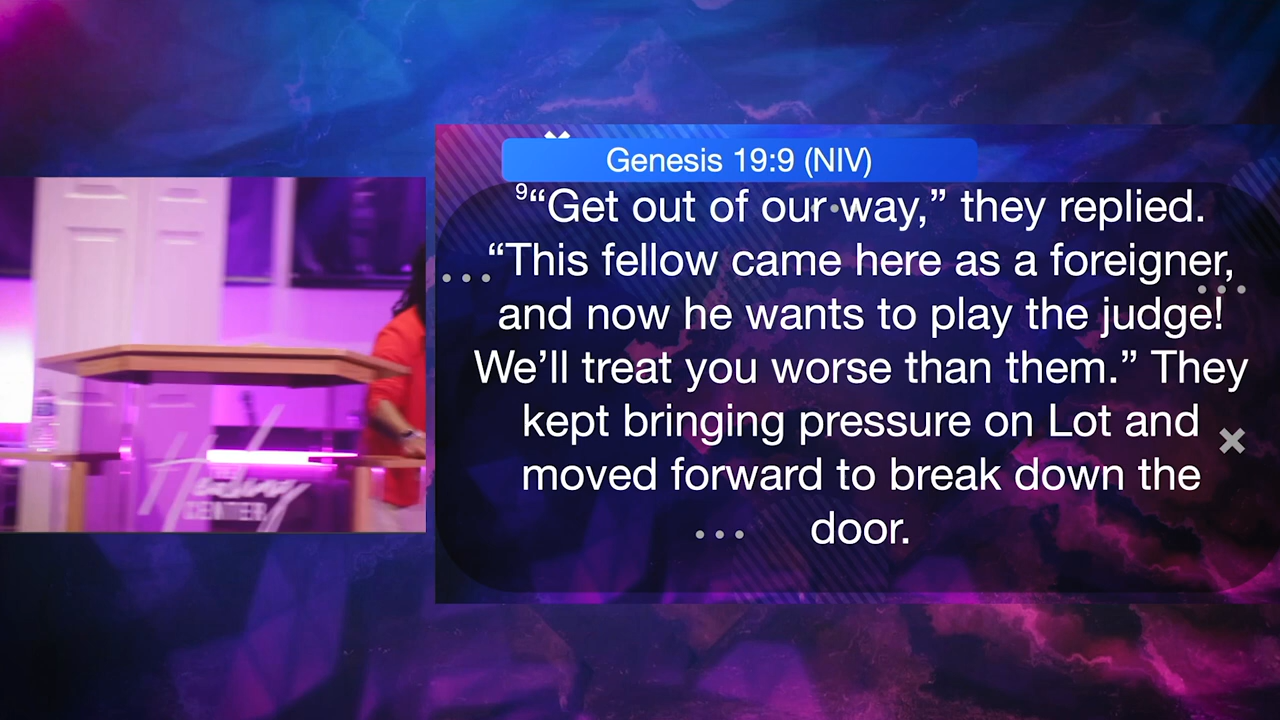 Genesis 19:9 (NIV)
9“Get out of our way,” they replied.
“This fellow came here as a foreigner,
and now he wants to play the judge!
We’ll treat you worse than them.” They
kept bringing pressure on Lot and
moved forward to break down the
door.
Healing
CENTER